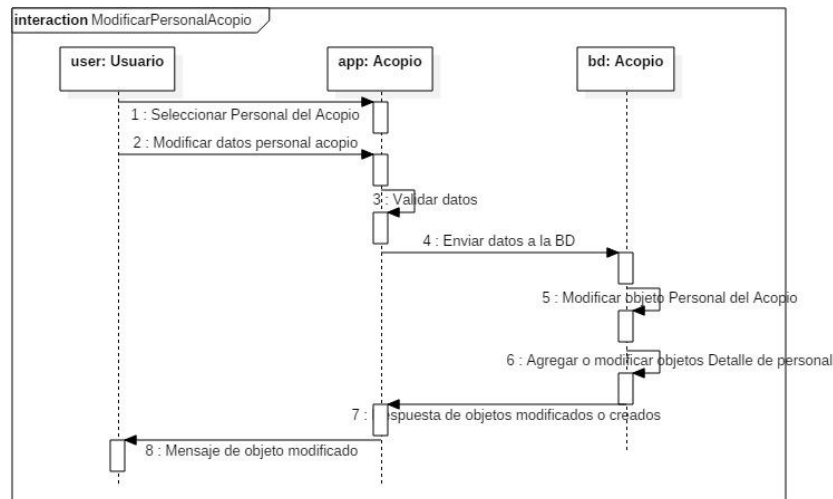 interaction ModificarPersonalAcopio
user: Usuario
app: Acopio
bd: Acopio
1 : Seleccionar Personal del Acopio
2 : Modificar datos personal acopio
3 : Validar datos
4 : Enviar datos a la BD
5 : Modificar objeto Personal del Acopio
6 : Agregar o modificar objetos Detalle de personal
7 : Respuesta de objetos modificados o creados
8 : Mensaje de objeto modificado